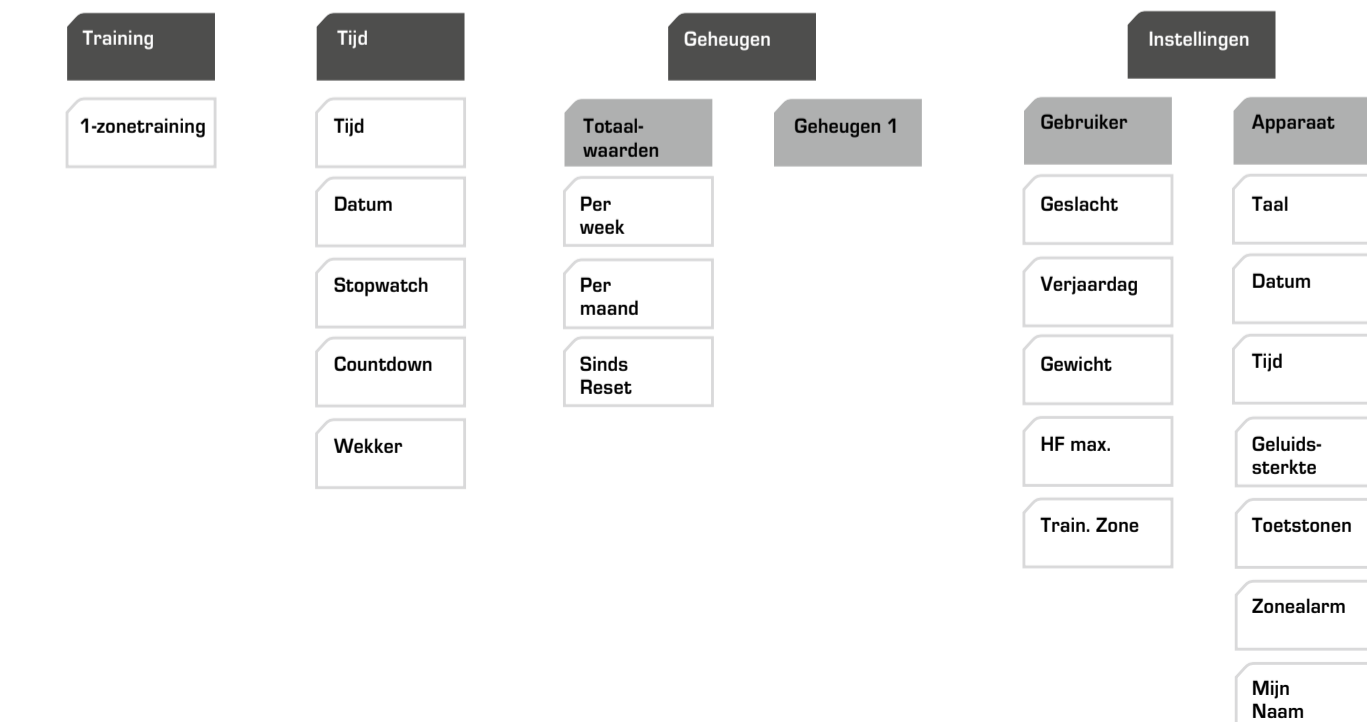 Training
1-zonetraining
Tijd
Tijd
Datum
Stopwatch
Countdown
Wekker
Geheugen
Totaal-
waarden
Per
week
Per
maand
Sinds
Reset
Geheugen 1
Instellingen
Gebruiker
Geslacht
Verjaardag
Gewicht
HF max.
Train. Zone
Apparaat
Taal
Datum
Tijd
Geluids-
sterkte
Toetstonen
Zonealarm
Mijn
Naam